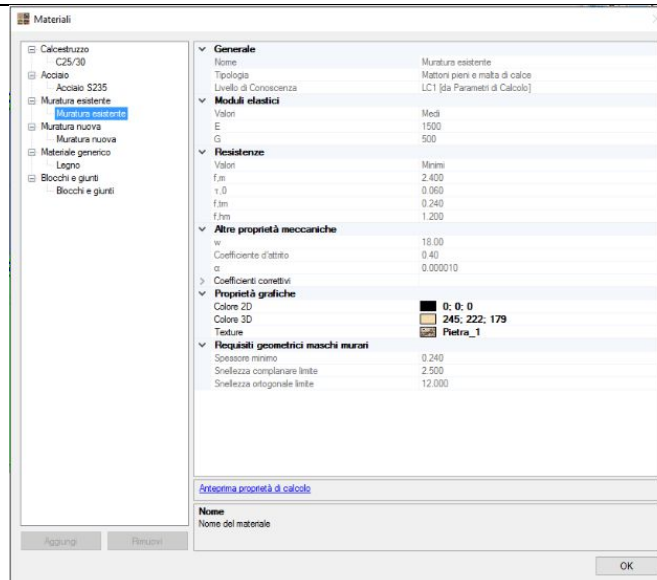 Materiali
Calcestruzzo
C25/30
Acciaio
Acciaio S235
Muratura esistente
Muratura esistente
Muratura nuova
Muratura nuova
Materiale generico
Legno
Blocchi e giunti
Blocchi e giunti
Aggiungi Rimuovi
Generale
Nome Muratura esistente
Tipologia Mattoni pieni e malta di calce
Livello di Conoscenza LC1 [da Parametri di Calcolo]
Moduli elastici
Valori Medi
E 1500
G 500
Resistenze
Valori Minimi
f,m 2.400
τ,0 0.060
f,tm 0.240
f,hm 1.200
Altre proprietà meccaniche
w 18.00
Coefficiente d'attrito 0.40
α 0.000010
Coefficienti correttivi
Proprietà grafiche
Colore 2D 0; 0; 0
Colore 3D 245; 222; 179
Texture Pietra_1
Requisiti geometrici maschi murari
Spessore minimo 0.240
Snellezza complanare limite 2.500
Snellezza ortogonale limite 12.000
Anteprima proprietà di calcolo
Nome
Nome del materiale
OK